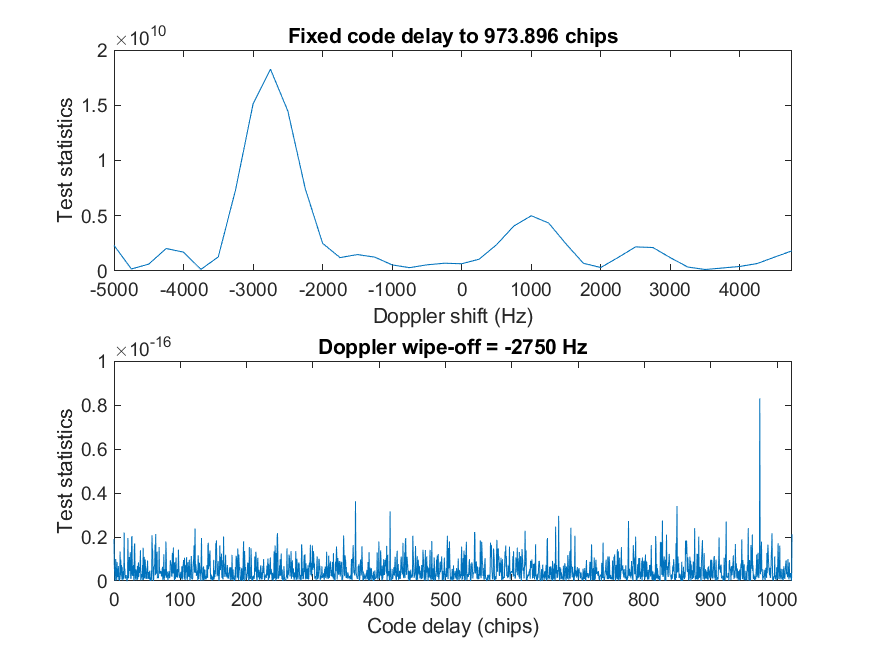 ×10^10
Fixed code delay to 973.896 chips
2
1.5
1
0.5
0
Test statistics
-5000 -4000 -3000 -2000 -1000 0 1000 2000 3000 4000
Doppler shift (Hz)
×10^-16
Doppler wipe-off = -2750 Hz
1
0.8
0.6
0.4
0.2
0
Test statistics
0 100 200 300 400 500 600 700 800 900 1000
Code delay (chips)